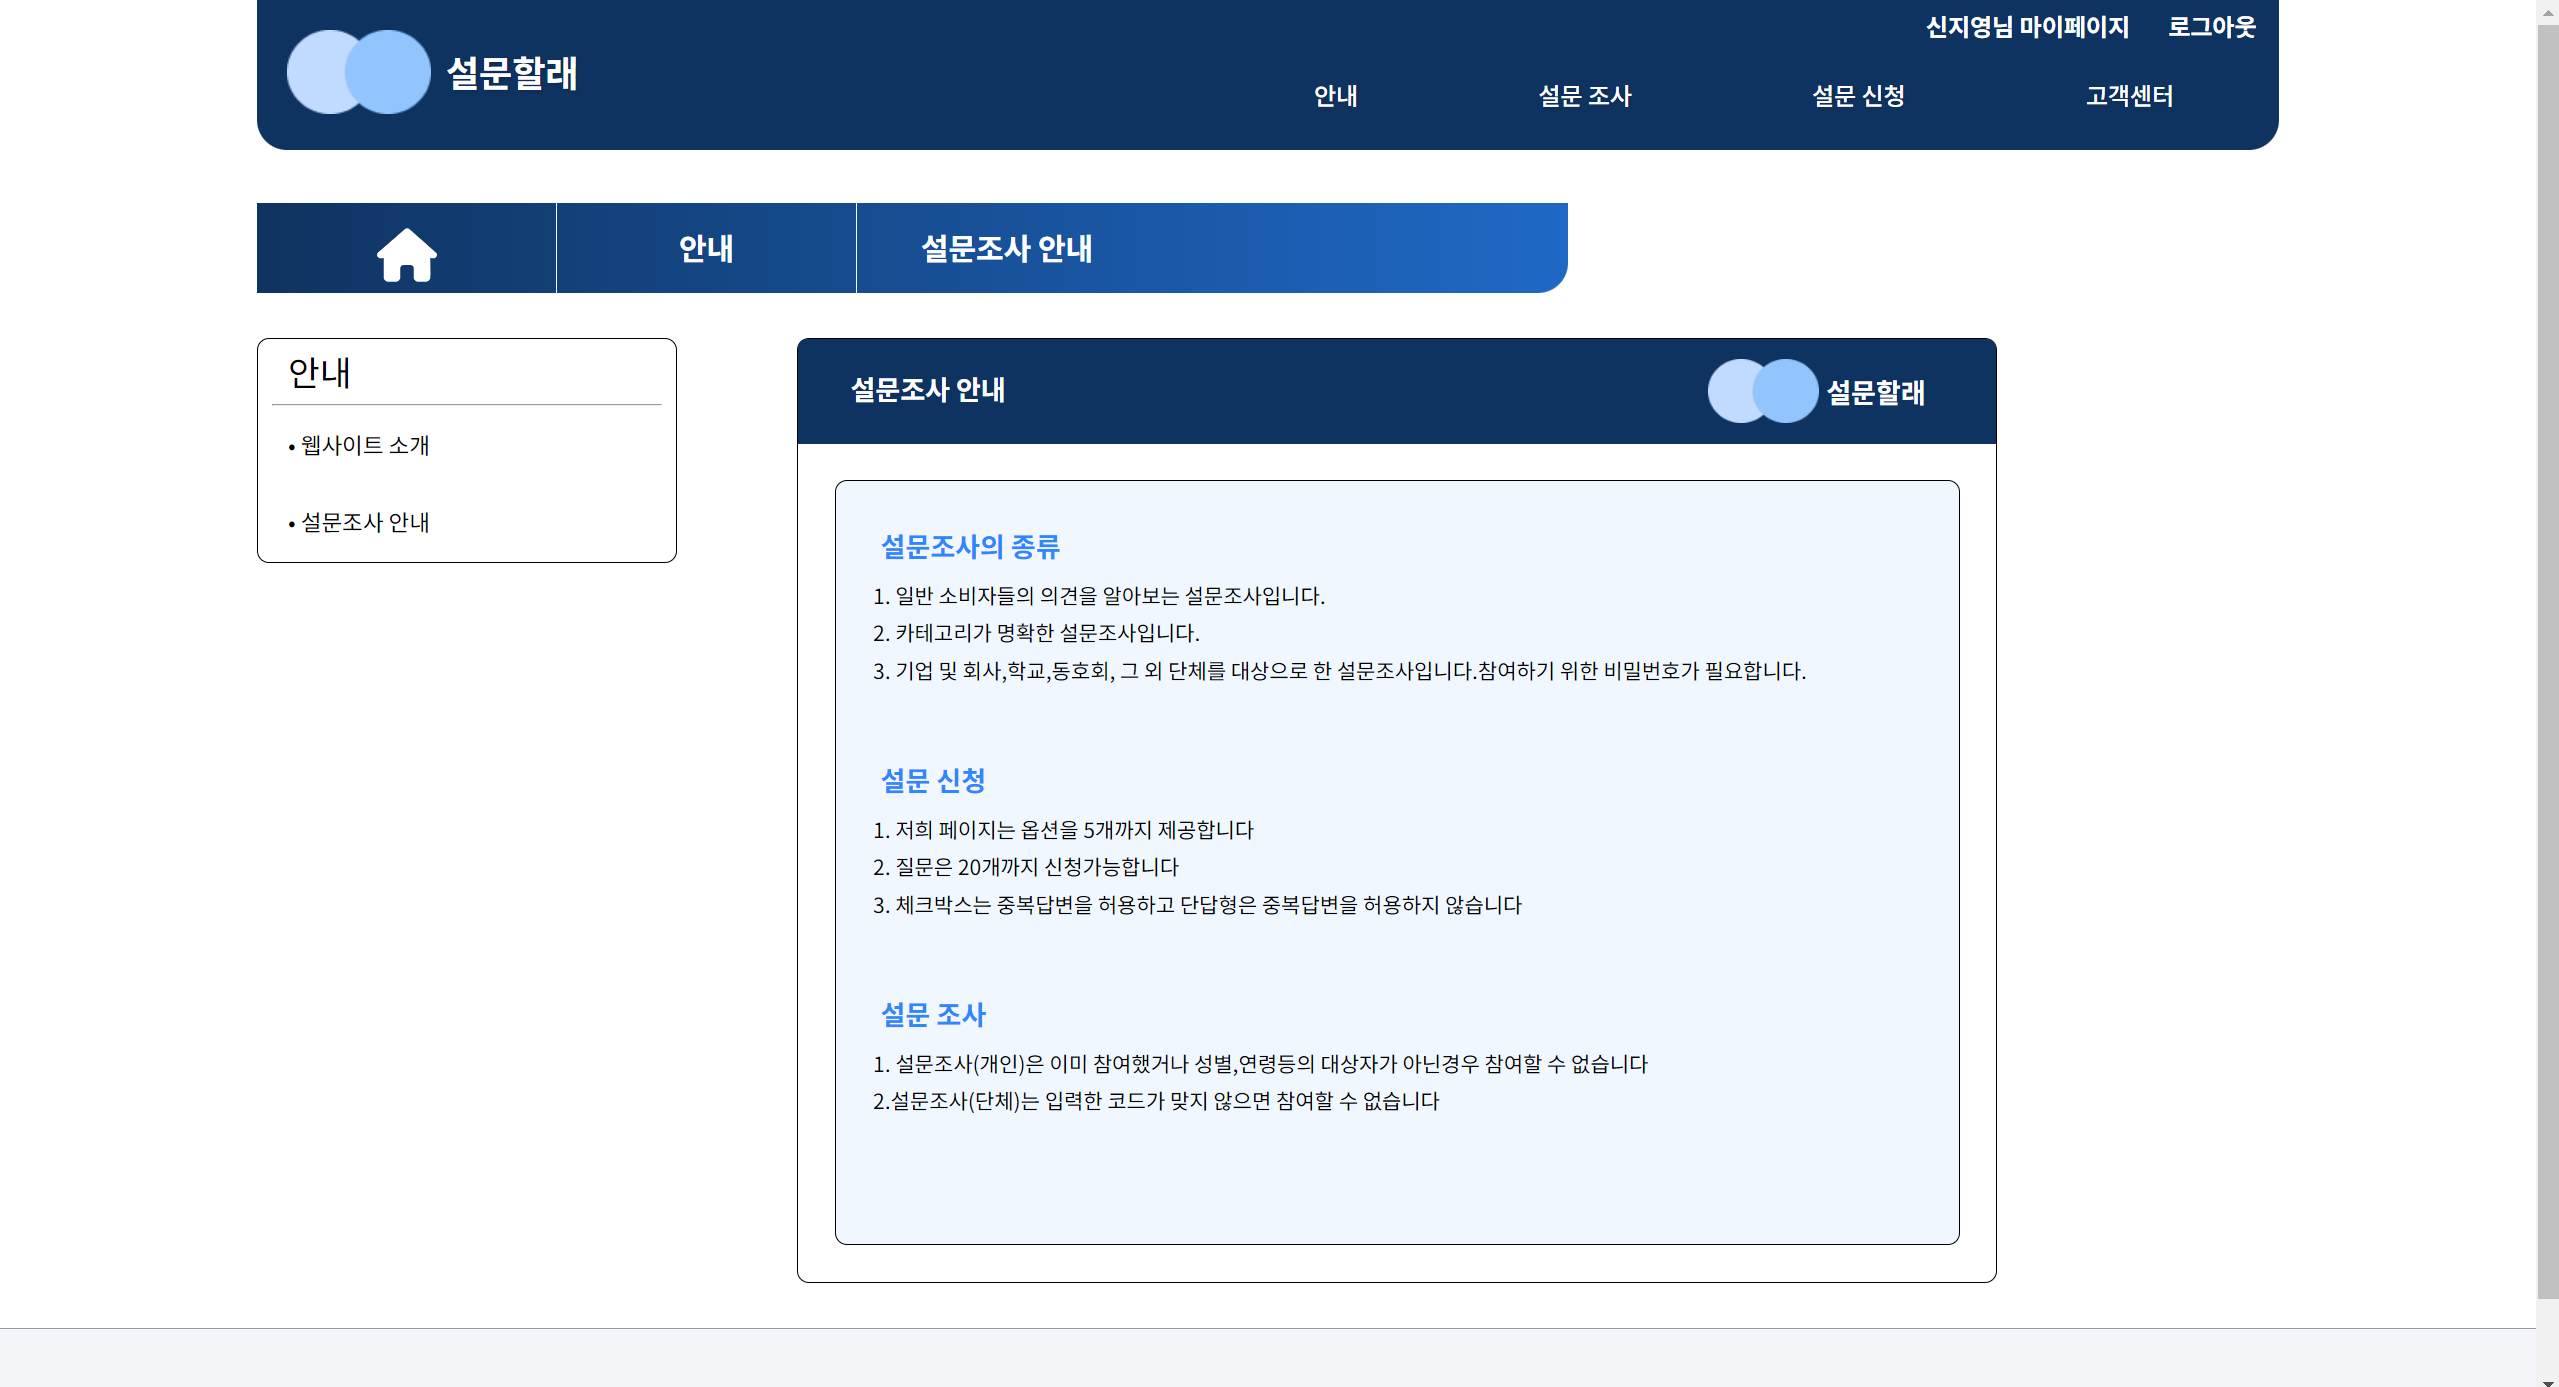 신지영님 마이페이지 로그아웃
설문할래
안내 설문 조사 설문 신청 고객센터
안내 설문조사 안내
안내
• 웹사이트 소개
• 설문조사 안내
설문조사 안내 설문할래
설문조사의 종류
1. 일반 소비자들의 의견을 알아보는 설문조사입니다.
2. 카테고리가 명확한 설문조사입니다.
3. 기업 및 회사,학교,동호회, 그 외 단체를 대상으로 한 설문조사입니다.참여하기 위한 비밀번호가 필요합니다.
설문 신청
1. 저희 페이지는 옵션을 5개까지 제공합니다
2. 질문은 20개까지 신청가능합니다
3. 체크박스는 중복답변을 허용하고 단답형은 중복답변을 허용하지 않습니다
설문 조사
1. 설문조사(개인)은 이미 참여했거나 성별,연령등의 대상자가 아닌경우 참여할 수 없습니다
2.설문조사(단체)는 입력한 코드가 맞지 않으면 참여할 수 없습니다